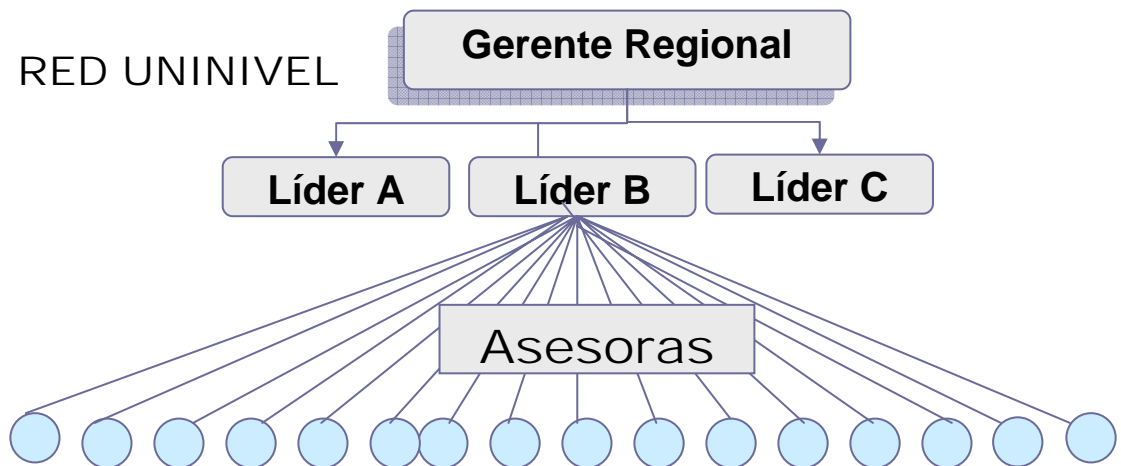 Gerente Regional
RED UNINIVEL
Líder A
Líder B
Líder C
Asesoras